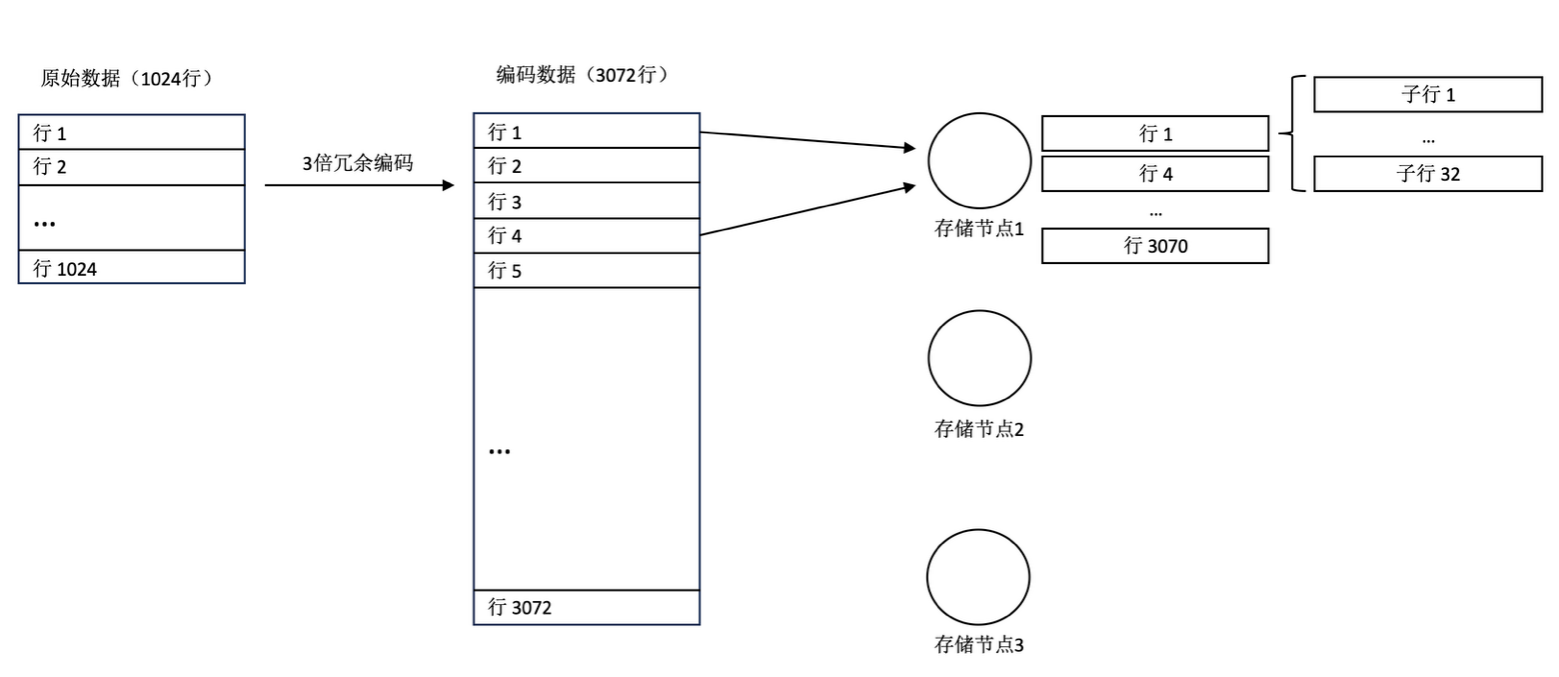 原始数据（1024行）
行 1
行 2
...
行 1024
3倍冗余编码
编码数据（3072行）
行 1
行 2
行 3
行 4
行 5
...
行 3072
存储节点1
行 1
行 4
...
行 3070
子行 1
...
子行 32
存储节点2
存储节点3